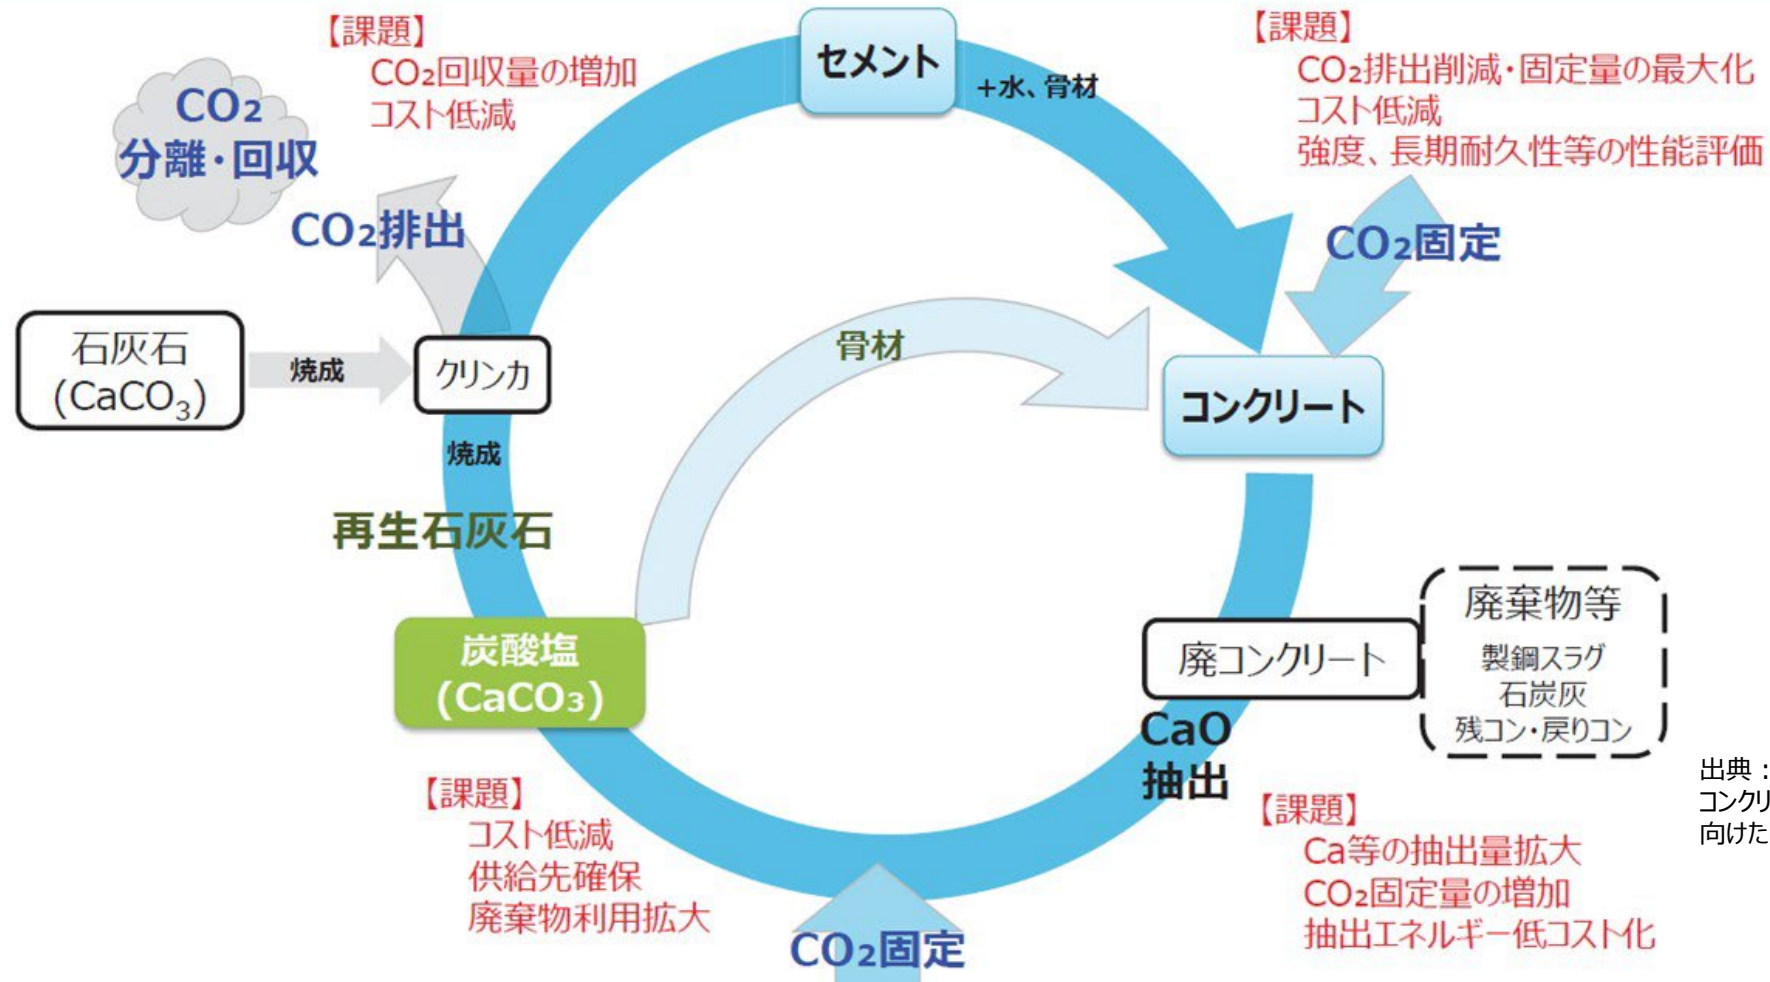 【課題】
CO₂回収量の増加
コスト低減
CO₂
分離・回収
CO₂排出
セメント
+水、骨材
【課題】
CO₂排出削減・固定量の最大化
コスト低減
強度、長期耐久性等の性能評価
CO₂固定
石灰石
(CaCO₃)
焼成
クリンカ
焼成
骨材
コンクリート
再生石灰石
炭酸塩
(CaCO₃)
廃コンクリート
廃棄物等
製鋼スラグ
石炭灰
残コン・戻りコン
CaO
抽出
【課題】
コスト低減
供給先確保
廃棄物利用拡大
CO₂固定
【課題】
Ca等の抽出量拡大
CO₂固定量の増加
抽出エネルギー低コスト化
出典：
コンクリ
向けた